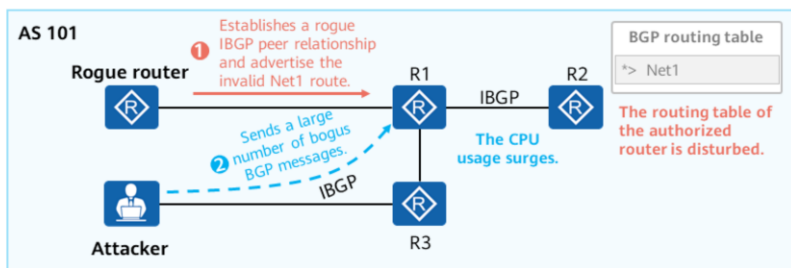 AS 101
1
Establishes a rogue
IBGP peer relationship
and advertise the
invalid Net1 route.
Rogue router
R
R1
R
IBGP
R2
R
BGP routing table
*> Net1
The routing table of
the authorized
router is disturbed.
2
Sends a large
number of bogus
BGP messages.
The CPU
usage surges.
IBGP
Attacker
R
R3